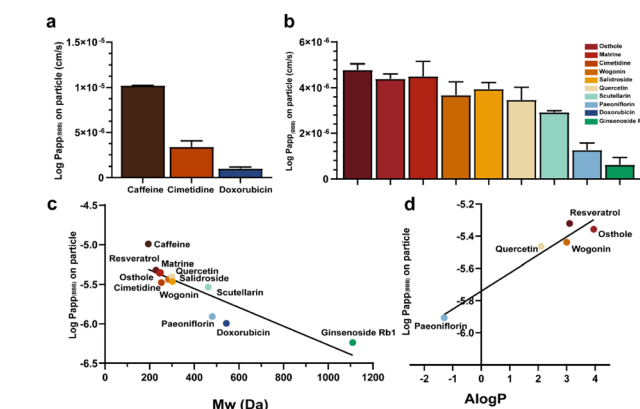 a
Log Papp(BBB) on particle (cm/s)
1.5×10⁻⁵
1×10⁻⁵
5×10⁻⁶
0
Caffeine Cimetidine Doxorubicin
b
Log Papp(BBB) on particle (cm/s)
6×10⁻⁶
4×10⁻⁶
2×10⁻⁶
0
Osthole
Matrine
Cimetidine
Wogonin
Salidroside
Quercetin
Scutellarin
Paeoniflorin
Doxorubicin
Ginsenoside R
c
Log Papp(BBB) on particle
-4.5
-5.0
-5.5
-6.0
-6.5
Caffeine
Resveratrol
Matrine
Quercetin
Osthole
Salidroside
Cimetidine
Wogonin
Scutellarin
Paeoniflorin
Doxorubicin
Ginsenoside Rb1
0 200 400 600 800 1000 1200
Mw (Da)
d
Log Papp(BBB) on particle
-5.2
-5.4
-5.6
-5.8
-6.0
Resveratrol
Osthole
Quercetin
Wogonin
Paeoniflorin
-2 -1 0 1 2 3 4
AlogP